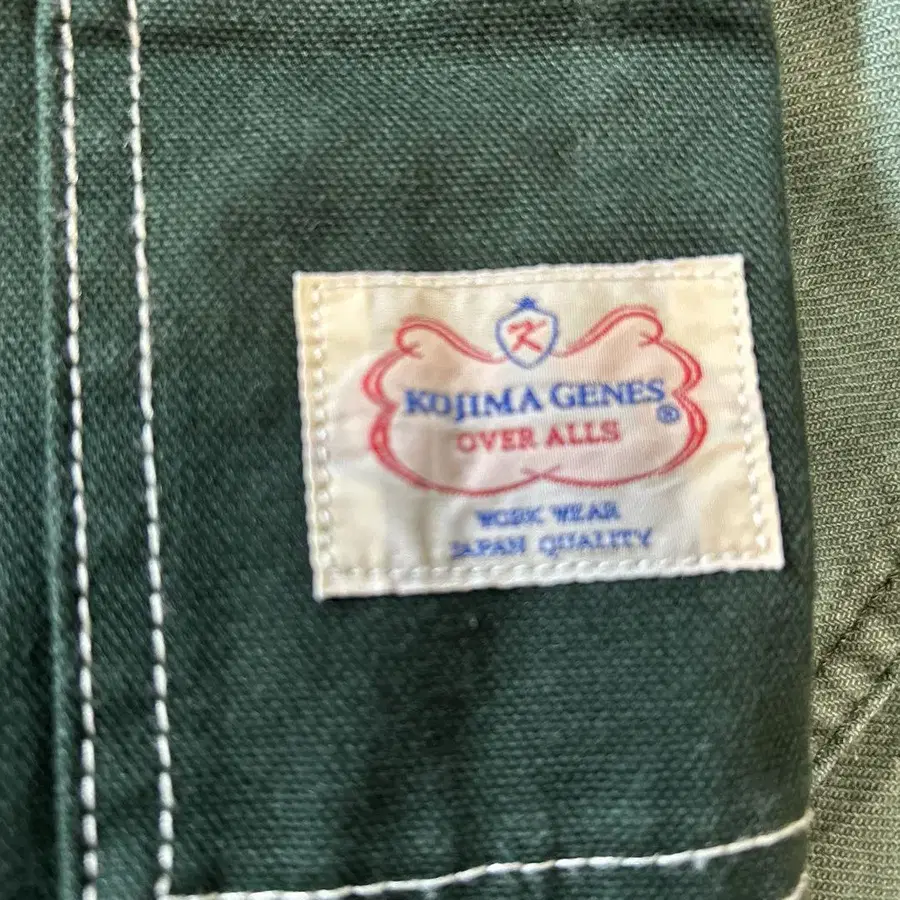 K
KOJIMA GENES®
OVER ALLS
WORK WEAR
JAPAN QUALITY